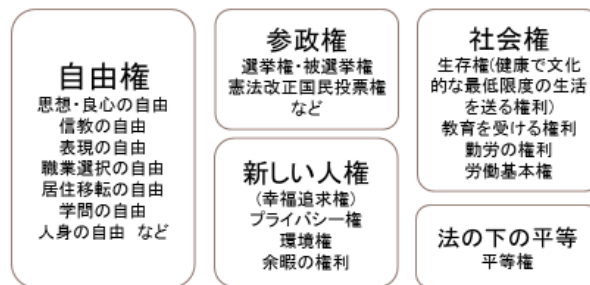 自由権
思想・良心の自由
信教の自由
表現の自由
職業選択の自由
居住移転の自由
学問の自由
人身の自由 など
参政権
選挙権・被選挙権
憲法改正国民投票権
など
新しい人権
(幸福追求権)
プライバシー権
環境権
余暇の権利
社会権
生存権(健康で文化
的な最低限度の生活
を送る権利)
教育を受ける権利
勤労の権利
労働基本権
法の下の平等
平等権